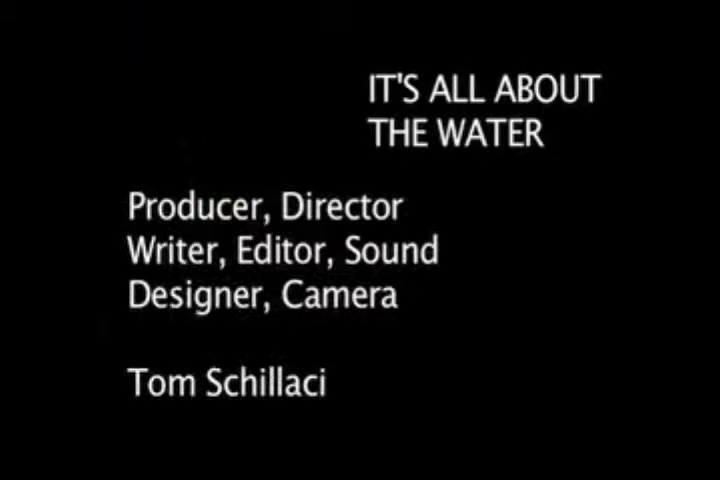 IT'S ALL ABOUT
THE WATER
Producer, Director
Writer, Editor, Sound
Designer, Camera
Tom Schillaci